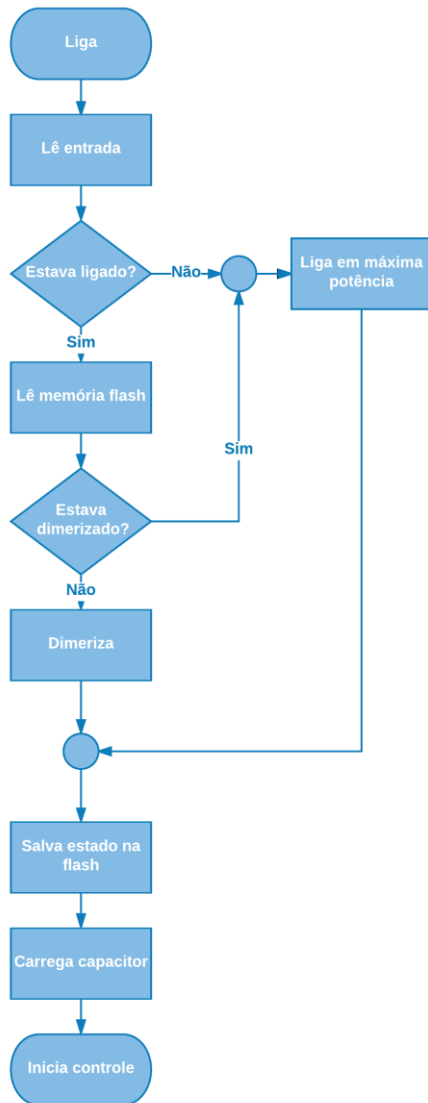 Liga
Lê entrada
Estava ligado?
Não
Liga em máxima
potência
Sim
Lê memória flash
Sim
Estava
dimerizado?
Não
Dimeriza
Salva estado na
flash
Carrega capacitor
Inicia controle